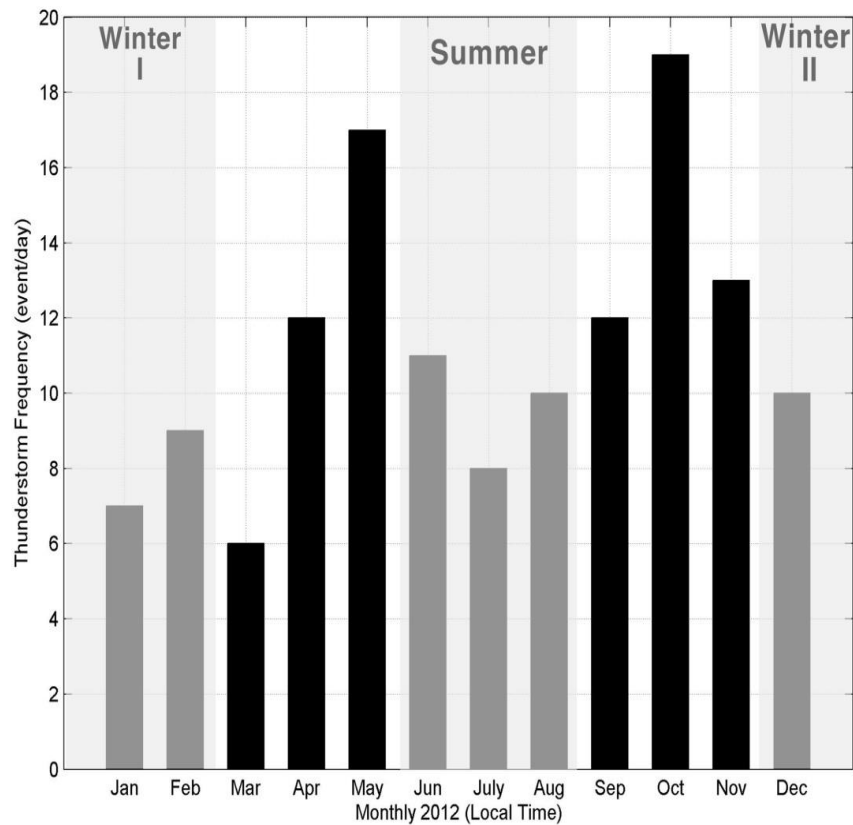 Winter
I
Summer
Winter
II
Thunderstorm Frequency (event/day)
20
18
16
14
12
10
8
6
4
2
0
Jan Feb Mar Apr May Jun July Aug Sep Oct Nov Dec
Monthly 2012 (Local Time)